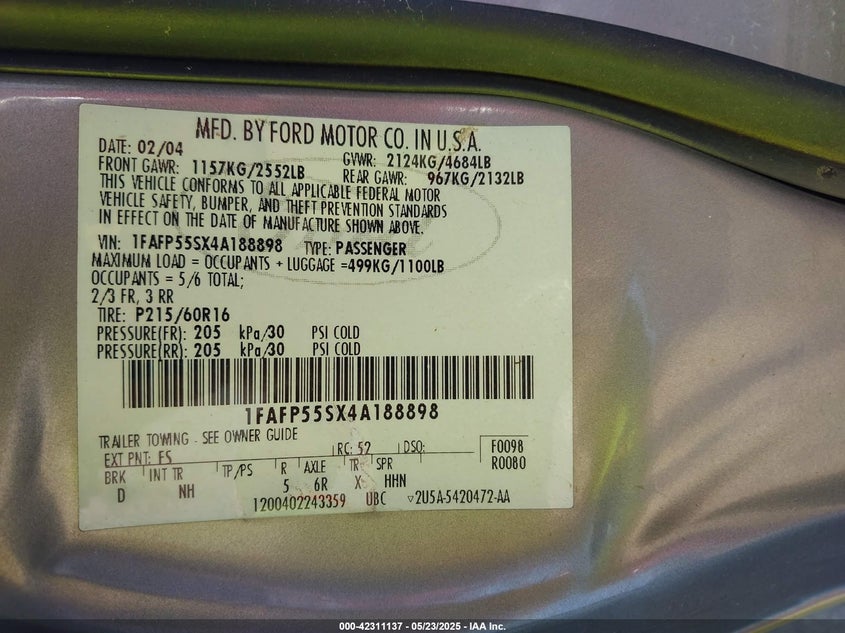 MFD. BY FORD MOTOR CO. IN U.S.A.
DATE: 02/04 GVWR: 2124KG/4684LB
FRONT GAWR: 1157KG/2552LB REAR GAWR: 967KG/2132LB
THIS VEHICLE CONFORMS TO ALL APPLICABLE FEDERAL MOTOR
VEHICLE SAFETY, BUMPER, AND THEFT PREVENTION STANDARDS
IN EFFECT ON THE DATE OF MANUFACTURE SHOWN ABOVE.
VIN: 1FAFP55SX4A188898 TYPE: PASSENGER
MAXIMUM LOAD = OCCUPANTS + LUGGAGE =499KG/1100LB
OCCUPANTS = 5/6 TOTAL;
2/3 FR, 3 RR
TIRE: P215/60R16
PRESSURE(FR): 205 kPa/30 PSI COLD
PRESSURE(RR): 205 kPa/30 PSI COLD
1FAFP55SX4A188898
TRAILER TOWING - SEE OWNER GUIDE
EXT PNT: FS RC: 52 DSO: F0098
R0080
BRK INT TR TP/PS R AXLE TR SPR
D NH 5 6R X HHN
1200402243359 UBC ▽2U5A-5420472-AA
000-42311137 - 05/23/2025 - IAA Inc.